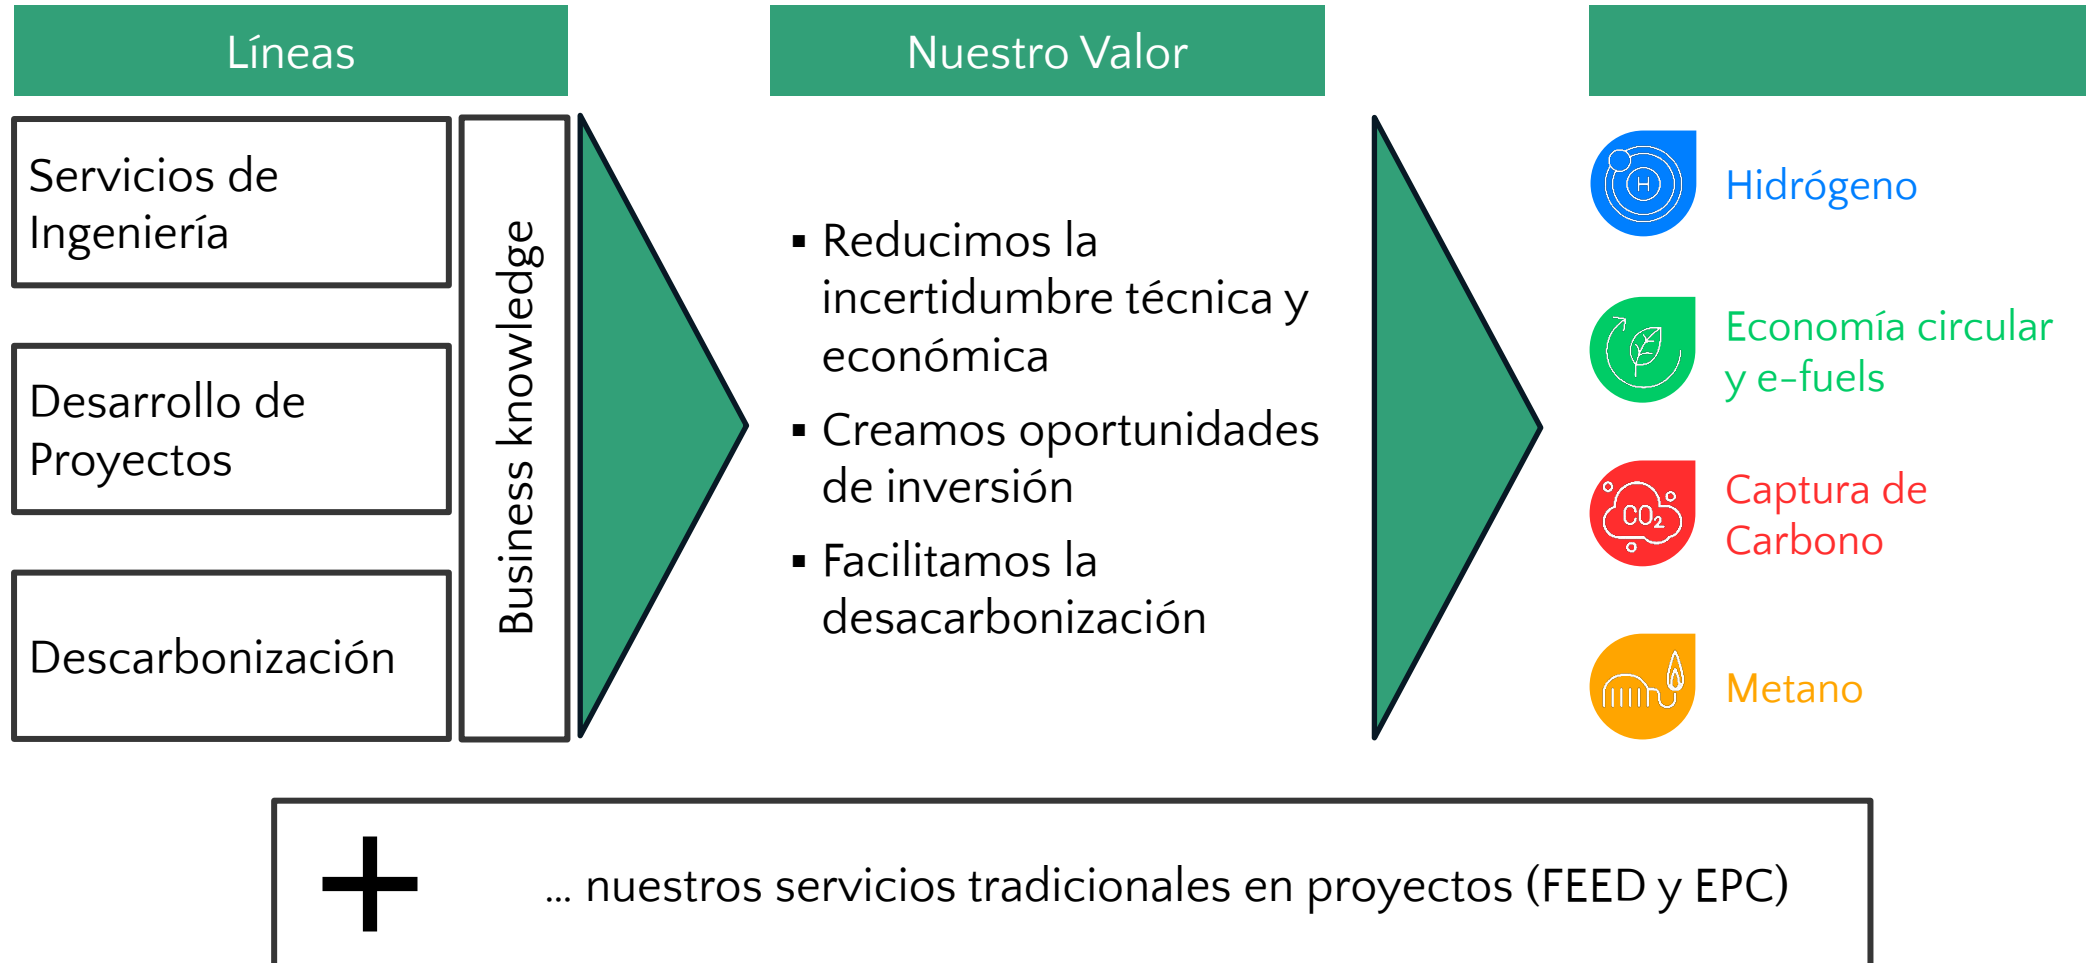 Líneas
Servicios de
Ingeniería
Desarrollo de
Proyectos
Descarbonización
Business knowledge
Nuestro Valor
▪ Reducimos la
incertidumbre técnica y
económica
▪ Creamos oportunidades
de inversión
▪ Facilitamos la
desacarbonización
H
Hidrógeno
Economía circular
y e-fuels
CO₂
Captura de
Carbono
Metano
+
... nuestros servicios tradicionales en proyectos (FEED y EPC)